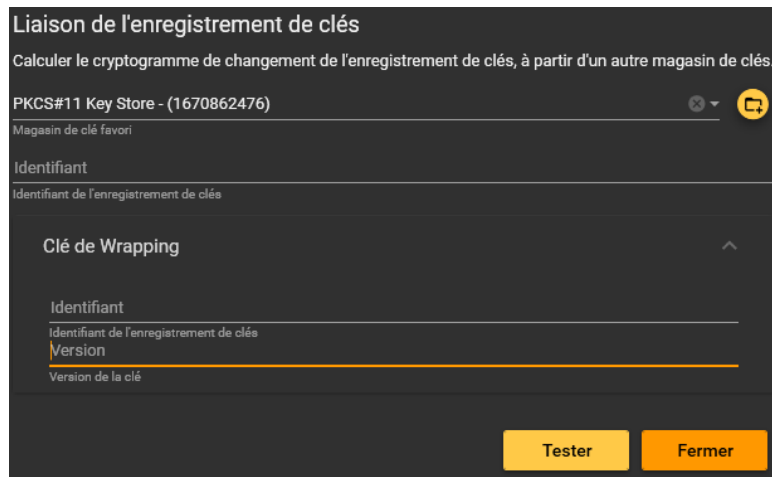 Liaison de l'enregistrement de clés
Calculer le cryptogramme de changement de l'enregistrement de clés, à partir d'un autre magasin de clés.
PKCS#11 Key Store - (1670862476)
Magasin de clé favori
Identifiant
Identifiant de l'enregistrement de clés
Clé de Wrapping
Identifiant
Identifiant de l'enregistrement de clés
Version
Version de la clé
Tester Fermer